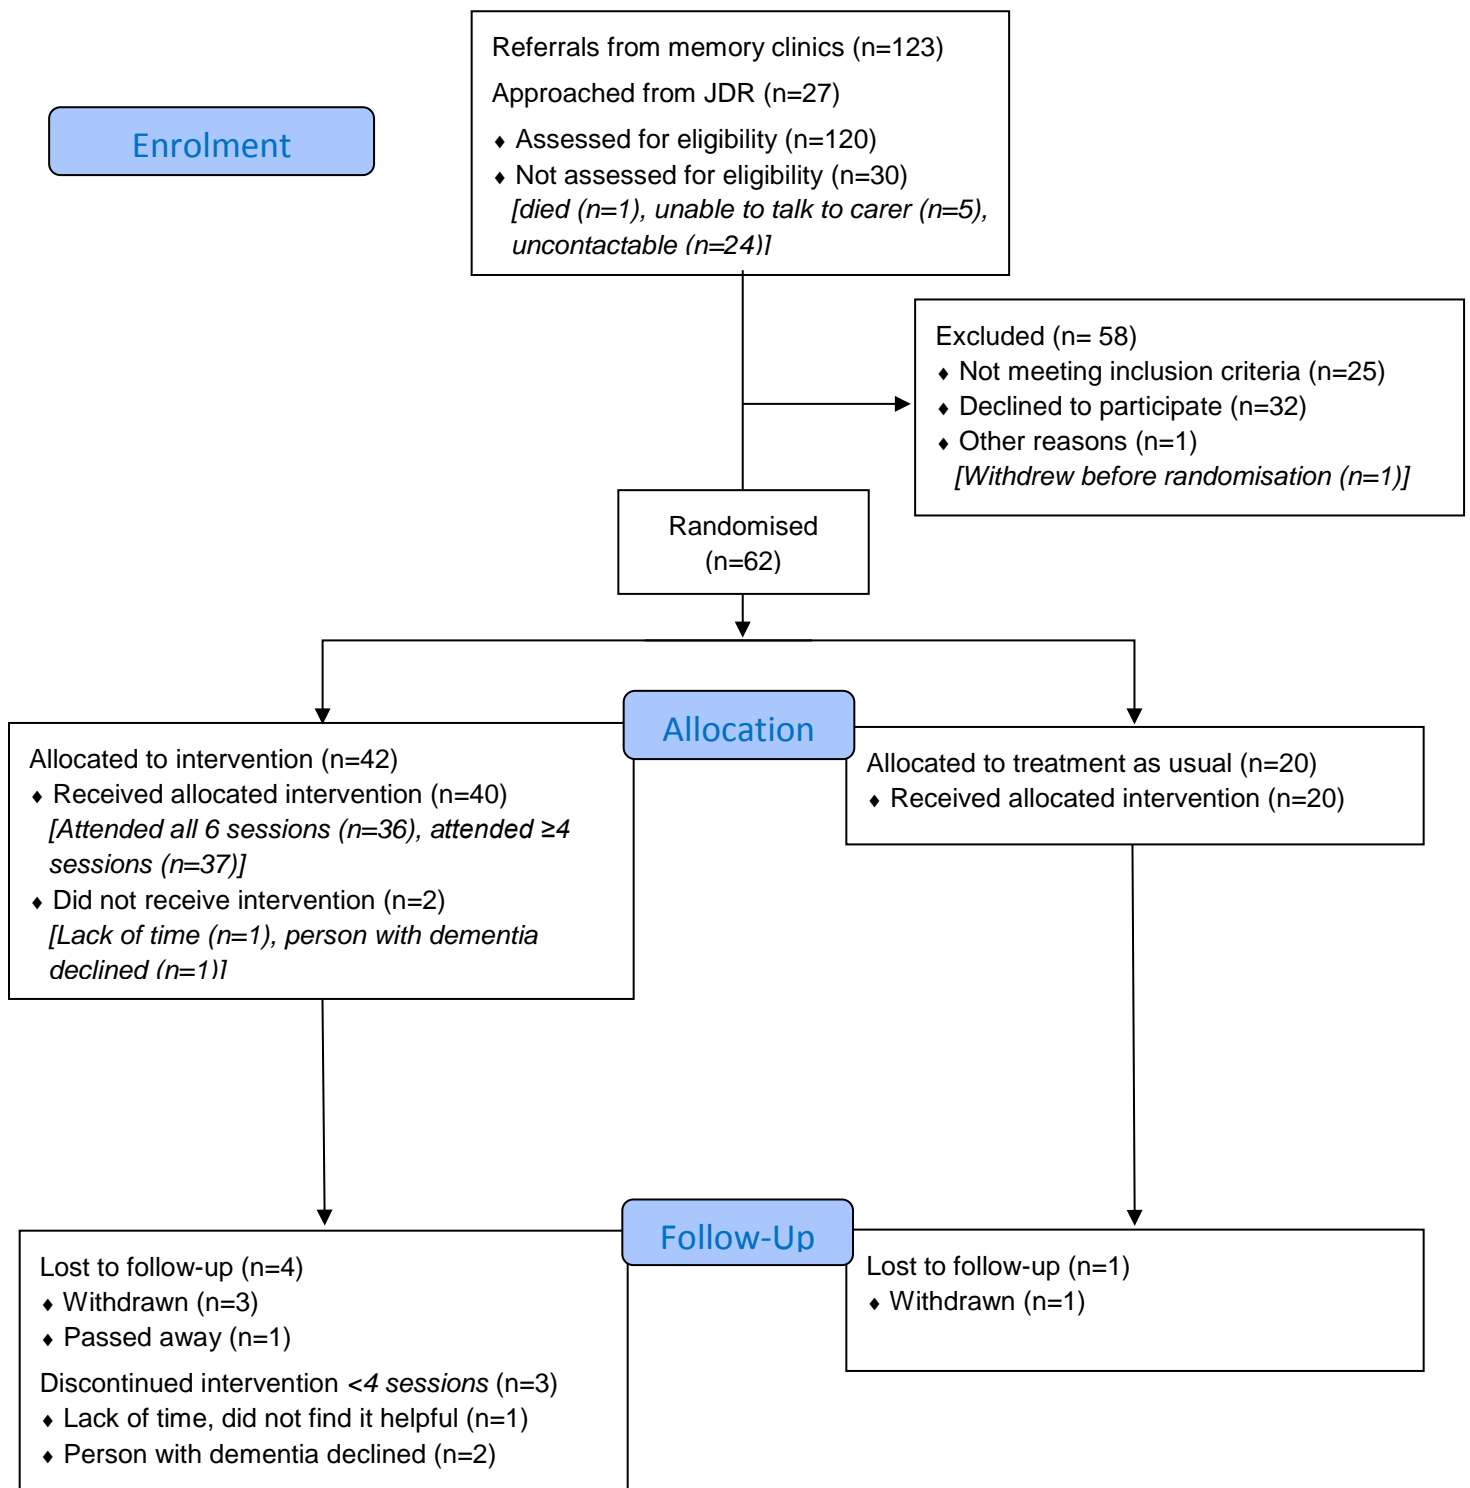 Referrals from memory clinics (n=123)
Approached from JDR (n=27)
♦ Assessed for eligibility (n=120)
♦ Not assessed for eligibility (n=30)
[died (n=1), unable to talk to carer (n=5),
uncontactable (n=24)]
Enrolment
Excluded (n= 58)
♦ Not meeting inclusion criteria (n=25)
♦ Declined to participate (n=32)
♦ Other reasons (n=1)
[Withdrew before randomisation (n=1)]
Randomised
(n=62)
Allocation
Allocated to intervention (n=42)
♦ Received allocated intervention (n=40)
[Attended all 6 sessions (n=36), attended ≥4
sessions (n=37)]
♦ Did not receive intervention (n=2)
[Lack of time (n=1), person with dementia
declined (n=1)]
Allocated to treatment as usual (n=20)
♦ Received allocated intervention (n=20)
Follow-Up
Lost to follow-up (n=4)
♦ Withdrawn (n=3)
♦ Passed away (n=1)
Discontinued intervention <4 sessions (n=3)
♦ Lack of time, did not find it helpful (n=1)
♦ Person with dementia declined (n=2)
Lost to follow-up (n=1)
♦ Withdrawn (n=1)